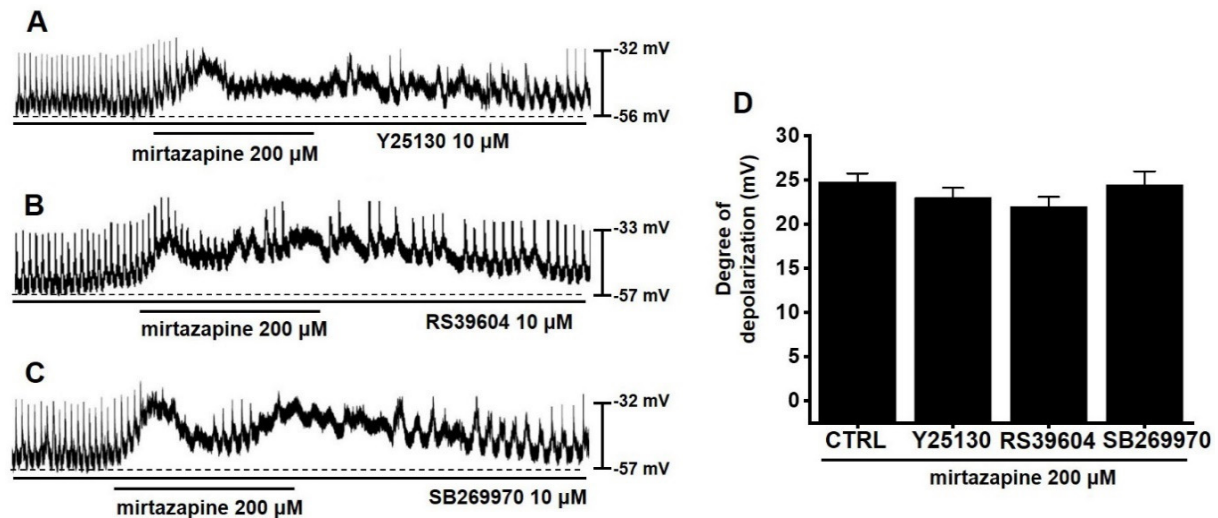 A
-32 mV
-56 mV
mirtazapine 200 µM
Y25130 10 µM
B
-33 mV
-57 mV
mirtazapine 200 µM
RS39604 10 µM
C
-32 mV
-57 mV
mirtazapine 200 µM
SB269970 10 µM
D
Degree of
depolarization (mV)
30
25
20
15
10
5
0
CTRL Y25130 RS39604 SB269970
mirtazapine 200 µM